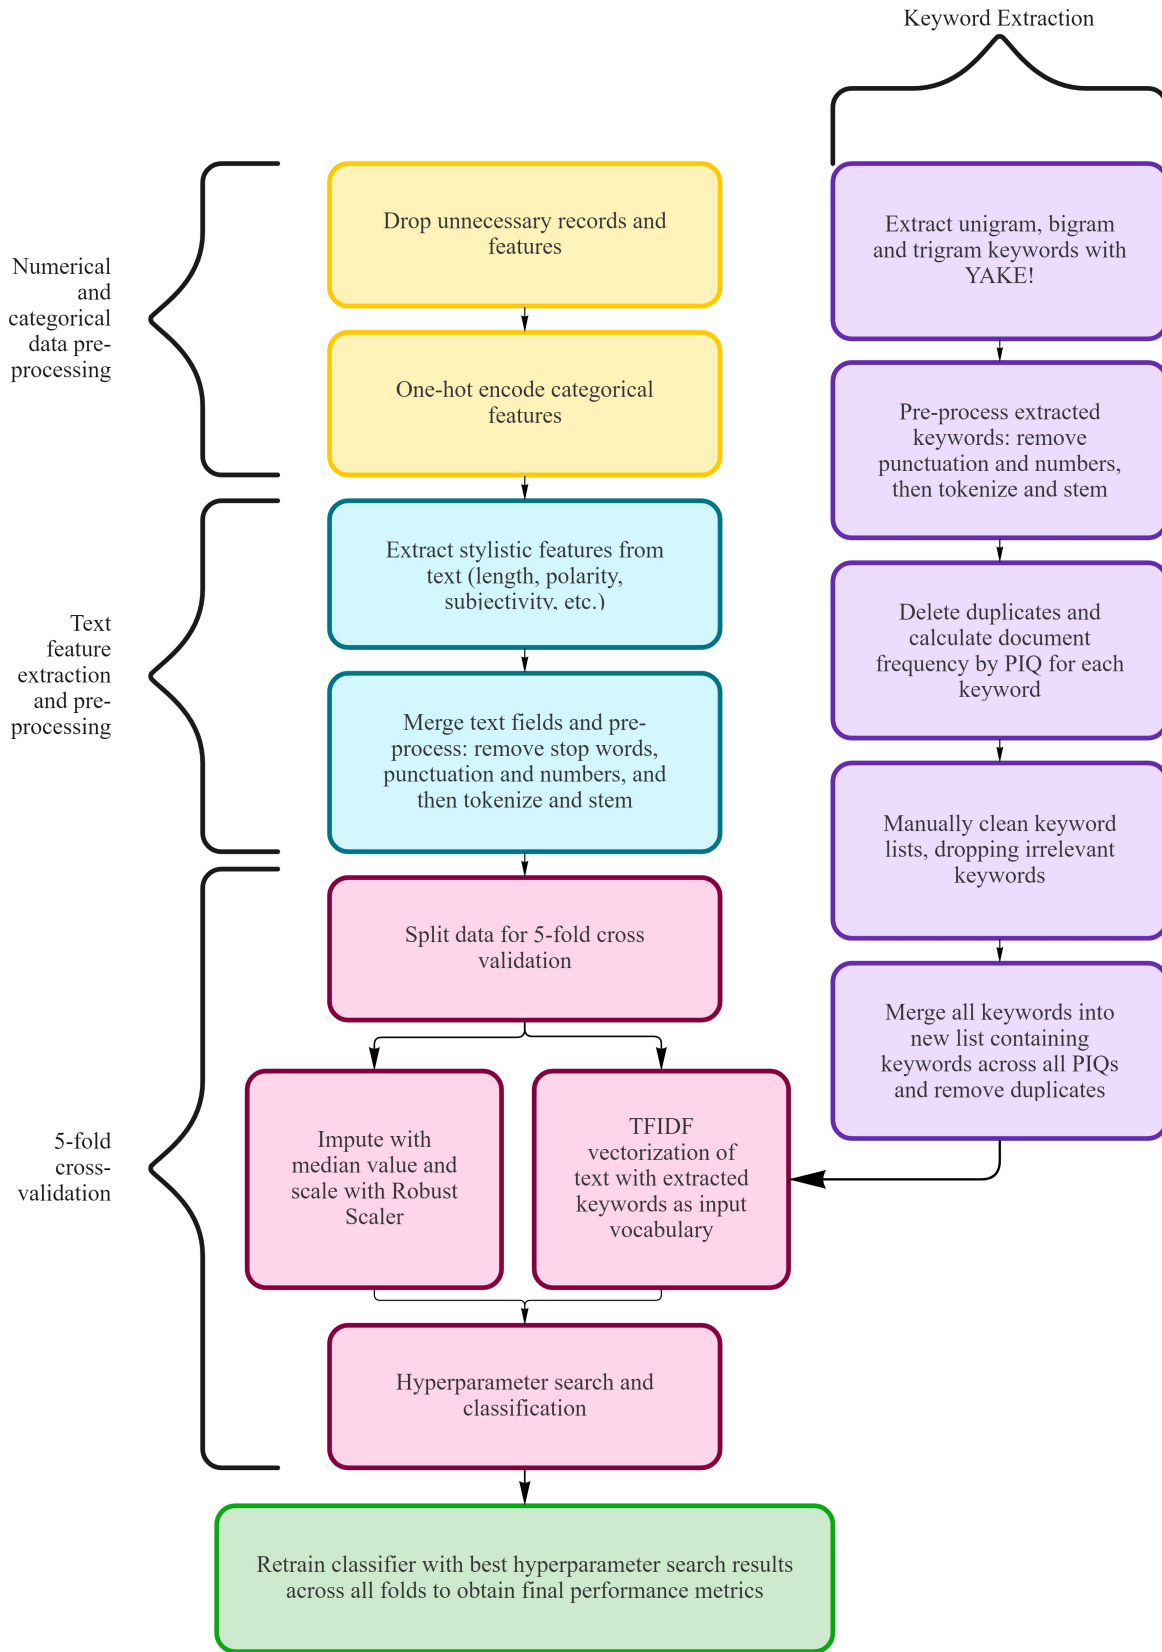 Keyword Extraction
Numerical
and
categorical
data pre-
processing
Drop unnecessary records and
features
One-hot encode categorical
features
Text
feature
extraction
and pre-
processing
Extract stylistic features from
text (length, polarity,
subjectivity, etc.)
Merge text fields and pre-
process: remove stop words,
punctuation and numbers, and
then tokenize and stem
5-fold
cross-
validation
Split data for 5-fold cross
validation
Impute with
median value and
scale with Robust
Scaler
TFIDF
vectorization of
text with extracted
keywords as input
vocabulary
Hyperparameter search and
classification
Retrain classifier with best hyperparameter search results
across all folds to obtain final performance metrics
Extract unigram, bigram
and trigram keywords with
YAKE!
Pre-process extracted
keywords: remove
punctuation and numbers,
then tokenize and stem
Delete duplicates and
calculate document
frequency by PIQ for each
keyword
Manually clean keyword
lists, dropping irrelevant
keywords
Merge all keywords into
new list containing
keywords across all PIQs
and remove duplicates